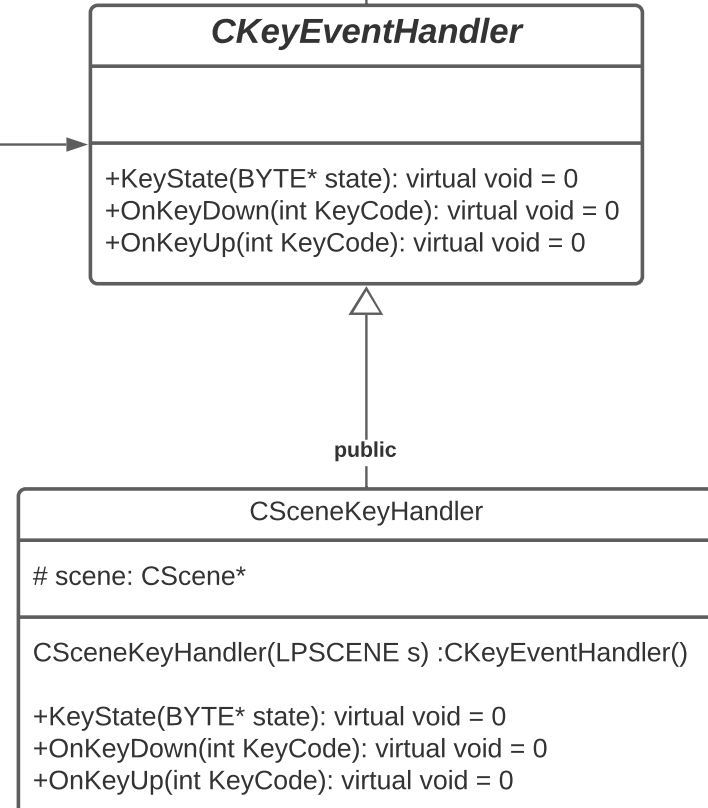 CKeyEventHandler
+KeyState(BYTE* state): virtual void = 0
+OnKeyDown(int KeyCode): virtual void = 0
+OnKeyUp(int KeyCode): virtual void = 0
public
CSceneKeyHandler
# scene: CScene*
CSceneKeyHandler(LPSCENE s) :CKeyEventHandler()
+KeyState(BYTE* state): virtual void = 0
+OnKeyDown(int KeyCode): virtual void = 0
+OnKeyUp(int KeyCode): virtual void = 0